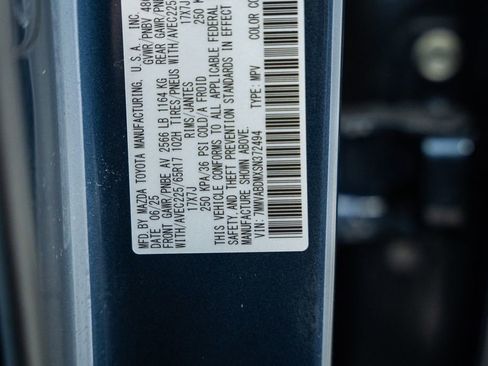 MFD. BY MAZDA TOYOTA MANUFACTURING, U.S.A. INC.
DATE 06/25 GVWR/PNBV 486
FRONT GAWR/PNBE AV 2566 LB 1164 KG REAR GAWR/PNB
WITH/AVEC225/65R17 102H TIRES/PNEUS WITH/AVEC225
17X7J RIMS/JANTES 17X7J
250 KPA/36 PSI COLD/A FROID 250 K
THIS VEHICLE CONFORMS TO ALL APPLICABLE FEDERAL
SAFETY, AND THEFT PREVENTION STANDARDS IN EFFECT
MANUFACTURE SHOWN ABOVE.
VIN: 7MMVABDMXSN372494 TYPE: MPV COLOR CO